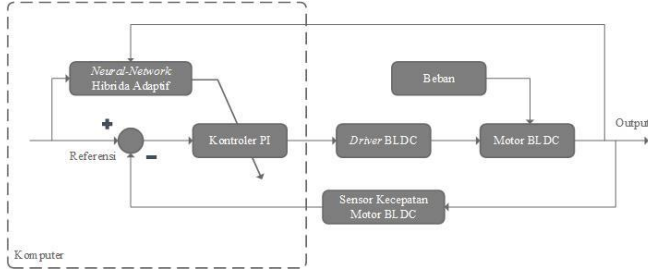 Neural-Network
Hibrida Adaptif
Beban
+
Output
Kontroler PI
Driver BLDC
Motor BLDC
Referensi
−
Sensor Kecepatan
Motor BLDC
Komputer